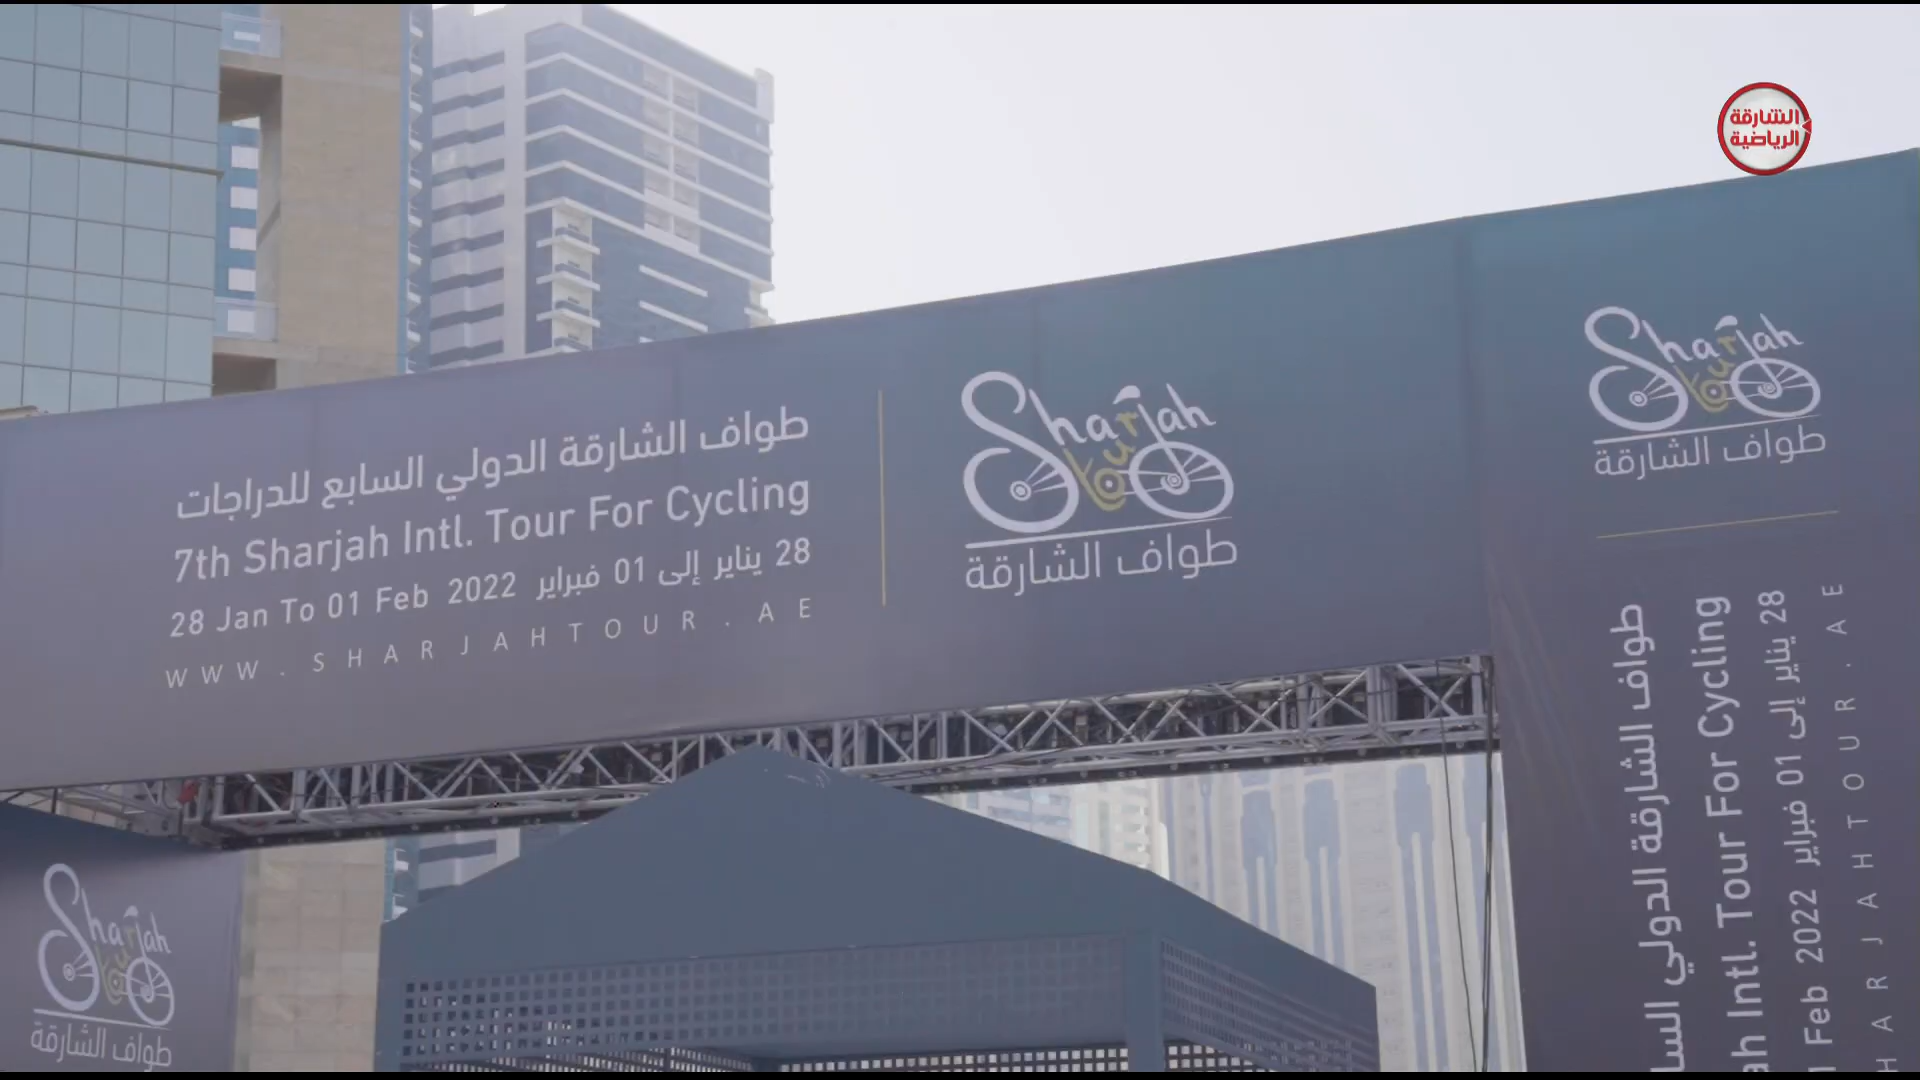 الشارقة
الرياضية
طواف الشارقة الدولي السابع للدراجات
7th Sharjah Intl. Tour For Cycling
28 Jan To 01 Feb 2022 28 يناير إلى 01 فبراير
WWW.SHARJAHTOUR.AE
Sharjah
tour
طواف الشارقة
Sharjah
tour
طواف الشارقة
طواف الشارقة الدولي
Intl. Tour For Cycling
Feb 2022 28 يناير إلى 01 فبراير
HARJAHTOUR.AE
Sharjah
tour
طواف الشارقة